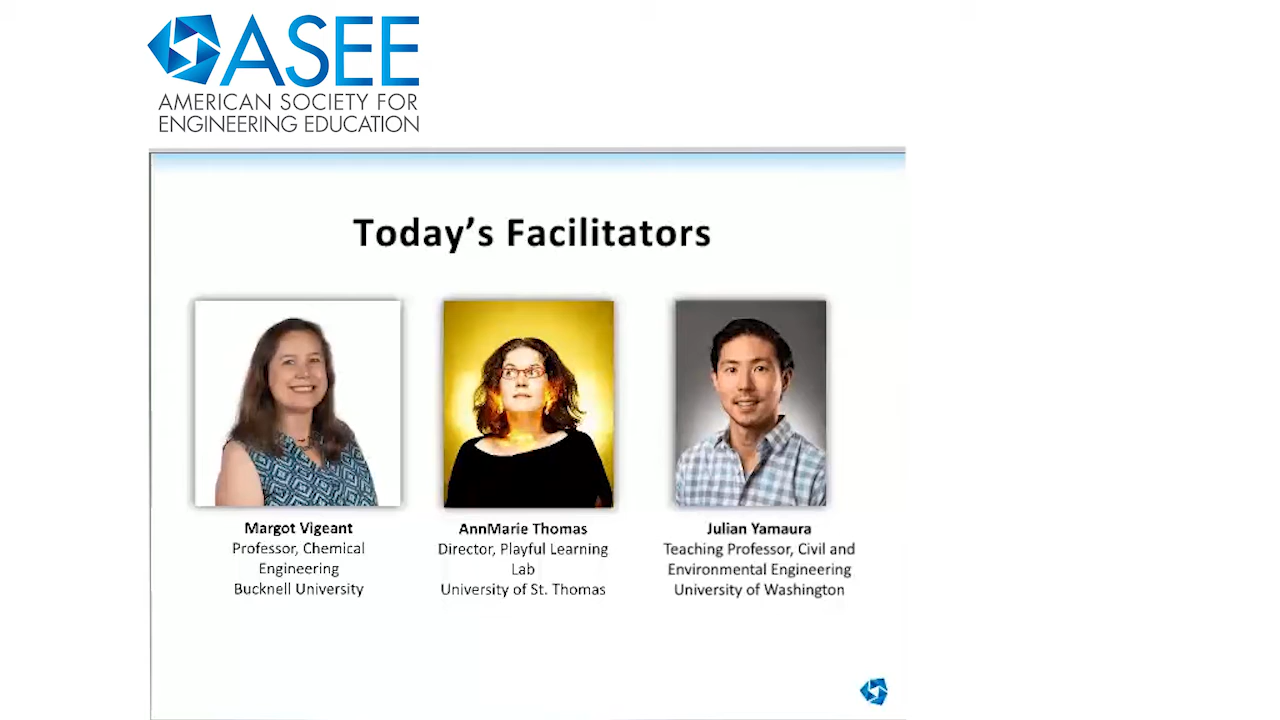 ASEE
AMERICAN SOCIETY FOR
ENGINEERING EDUCATION
Today's Facilitators
Margot Vigeant
Professor, Chemical
Engineering
Bucknell University
AnnMarie Thomas
Director, Playful Learning
Lab
University of St. Thomas
Julian Yamaura
Teaching Professor, Civil and
Environmental Engineering
University of Washington